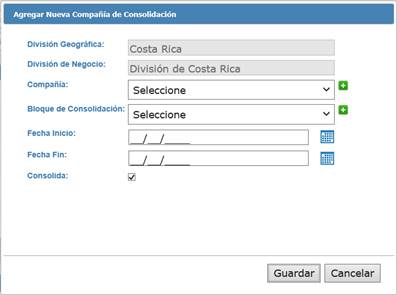 Agregar Nueva Compañía de Consolidación
División Geográfica: Costa Rica
División de Negocio: División de Costa Rica
Compañía: Seleccione
Bloque de Consolidación: Seleccione
Fecha Inicio: __/__/____
Fecha Fin: __/__/____
Consolida:
Guardar Cancelar